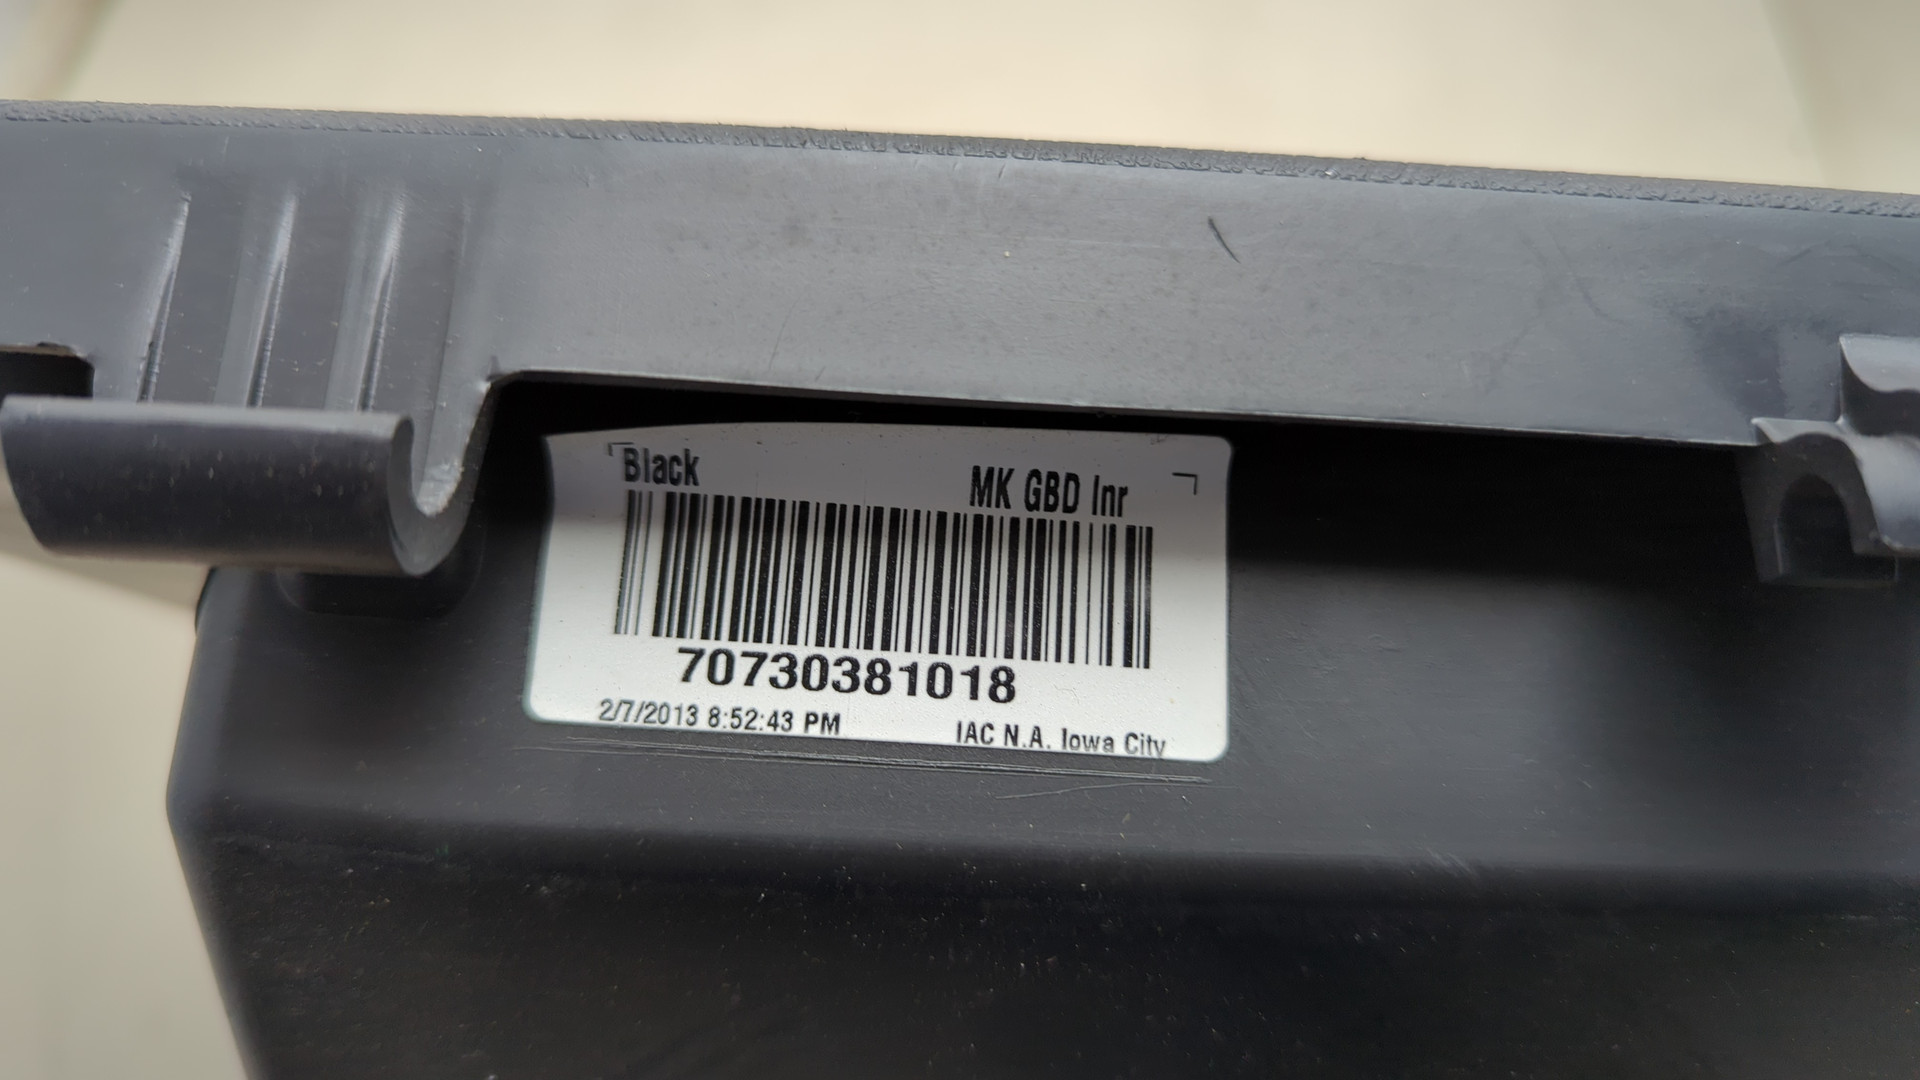 Black MK GBD Inr
70730381018
2/7/2013 8:52:43 PM IAC N.A. Iowa City